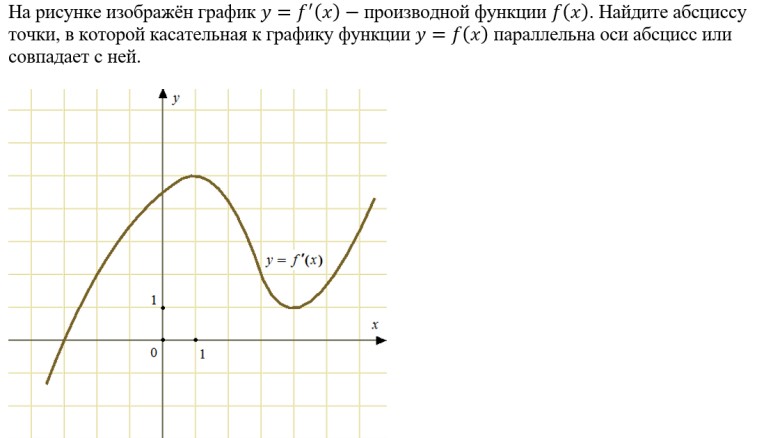 На рисунке изображён график y = f′(x) − производной функции f(x). Найдите абсциссу
точки, в которой касательная к графику функции y = f(x) параллельна оси абсцисс или
совпадает с ней.
y
y = f′(x)
1
x
0
1